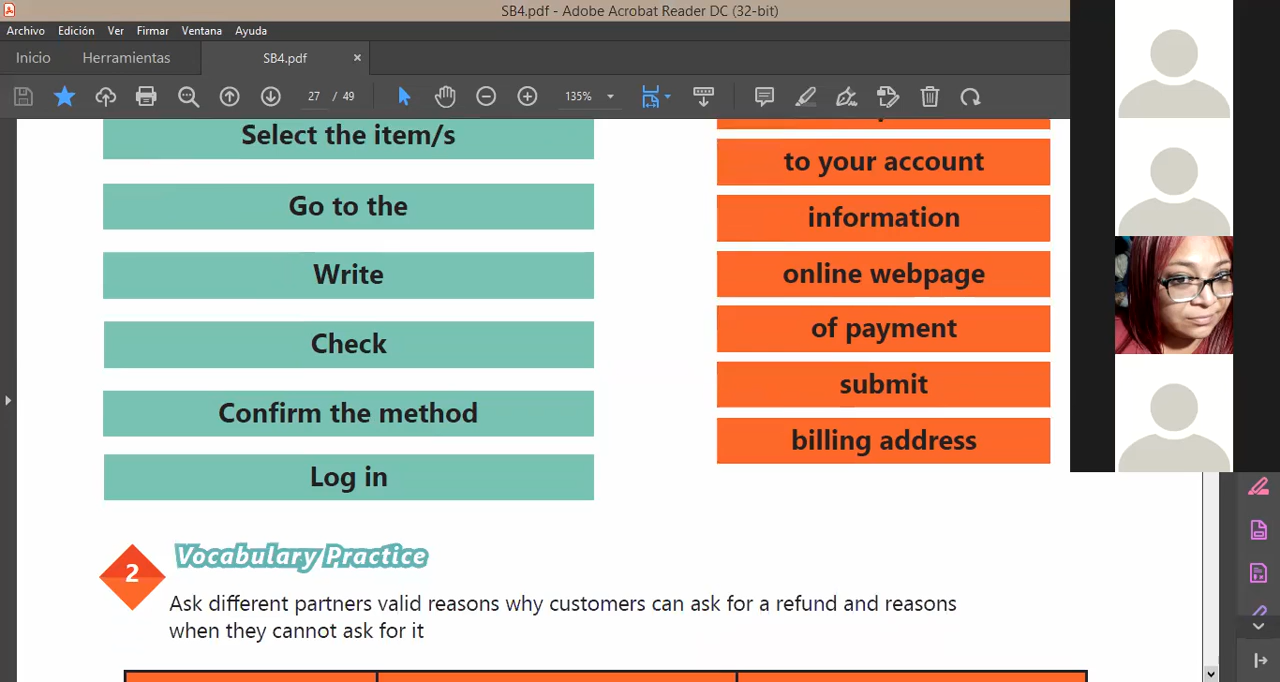 SB4.pdf - Adobe Acrobat Reader DC (32-bit)
Archivo Edición Ver Firmar Ventana Ayuda
Inicio Herramientas SB4.pdf ×
27 / 49 135%
Select the item/s
Go to the
Write
Check
Confirm the method
Log in
to your account
information
online webpage
of payment
submit
billing address
2 Vocabulary Practice
Ask different partners valid reasons why customers can ask for a refund and reasons
when they cannot ask for it